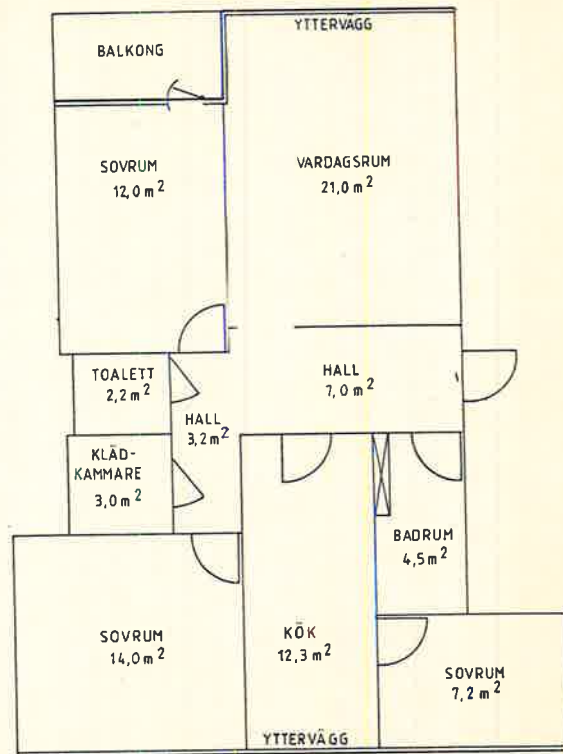 YTTERVÄGG
BALKONG
SOVRUM
12,0 m²
VARDAGSRUM
21,0 m²
TOALETT
2,2 m²
HALL
7,0 m²
HALL
3,2 m²
KLÄD-
KAMMARE
3,0 m²
BADRUM
4,5 m²
SOVRUM
14,0 m²
KÖK
12,3 m²
SOVRUM
7,2 m²
YTTERVÄGG